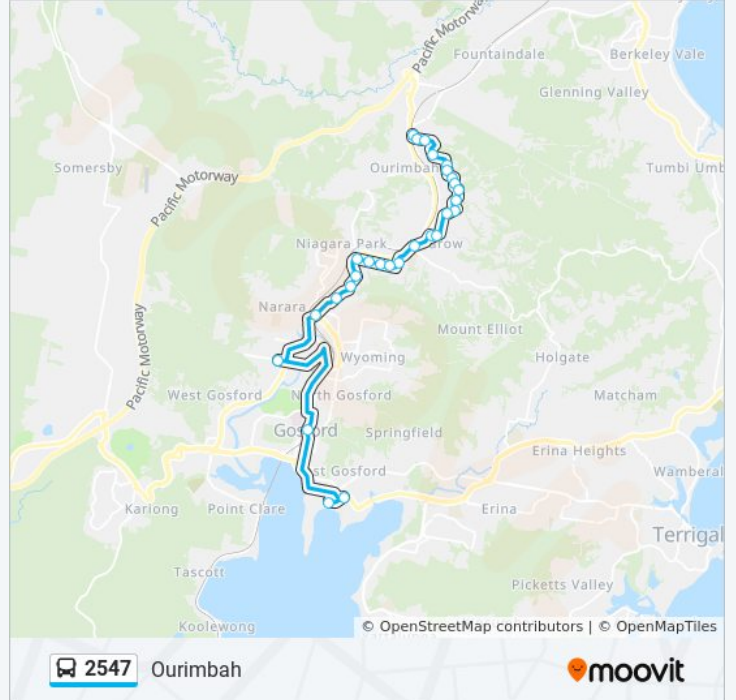 Pacific Motorway
Fountaindale
Berkeley Vale
Glenning Valley
Somersby
Ourimbah
Tumbi Umb
Pacific Motorway
Niagara Park
row
Narara
Mount Elliot
Pacific Motorway
Wyoming
Holgate
West Gosford
North Gosford
Matcham
Gosford
Springfield
Erina Heights
st Gosford
Wamberal
Kariong
Point Clare
Erina
Terrigal
Tascott
Picketts Valley
Koolewong
© OpenStreetMap contributors | © OpenMapTiles
2547 Ourimbah
moovit